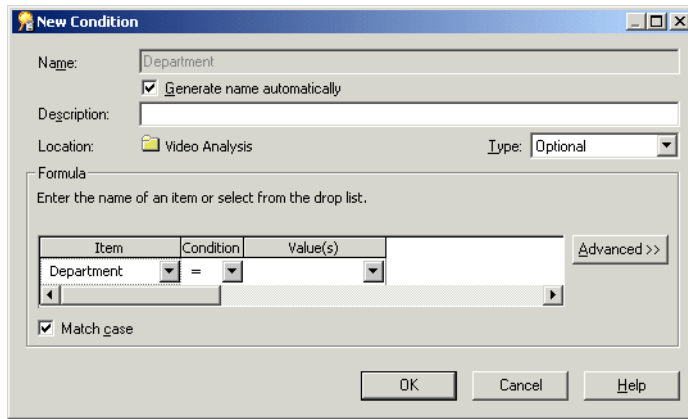 New Condition
Name: Department
Generate name automatically
Description:
Location: Video Analysis Type: Optional
Formula
Enter the name of an item or select from the drop list.
Item Condition Value(s)
Department = Advanced >>
Match case
OK Cancel Help